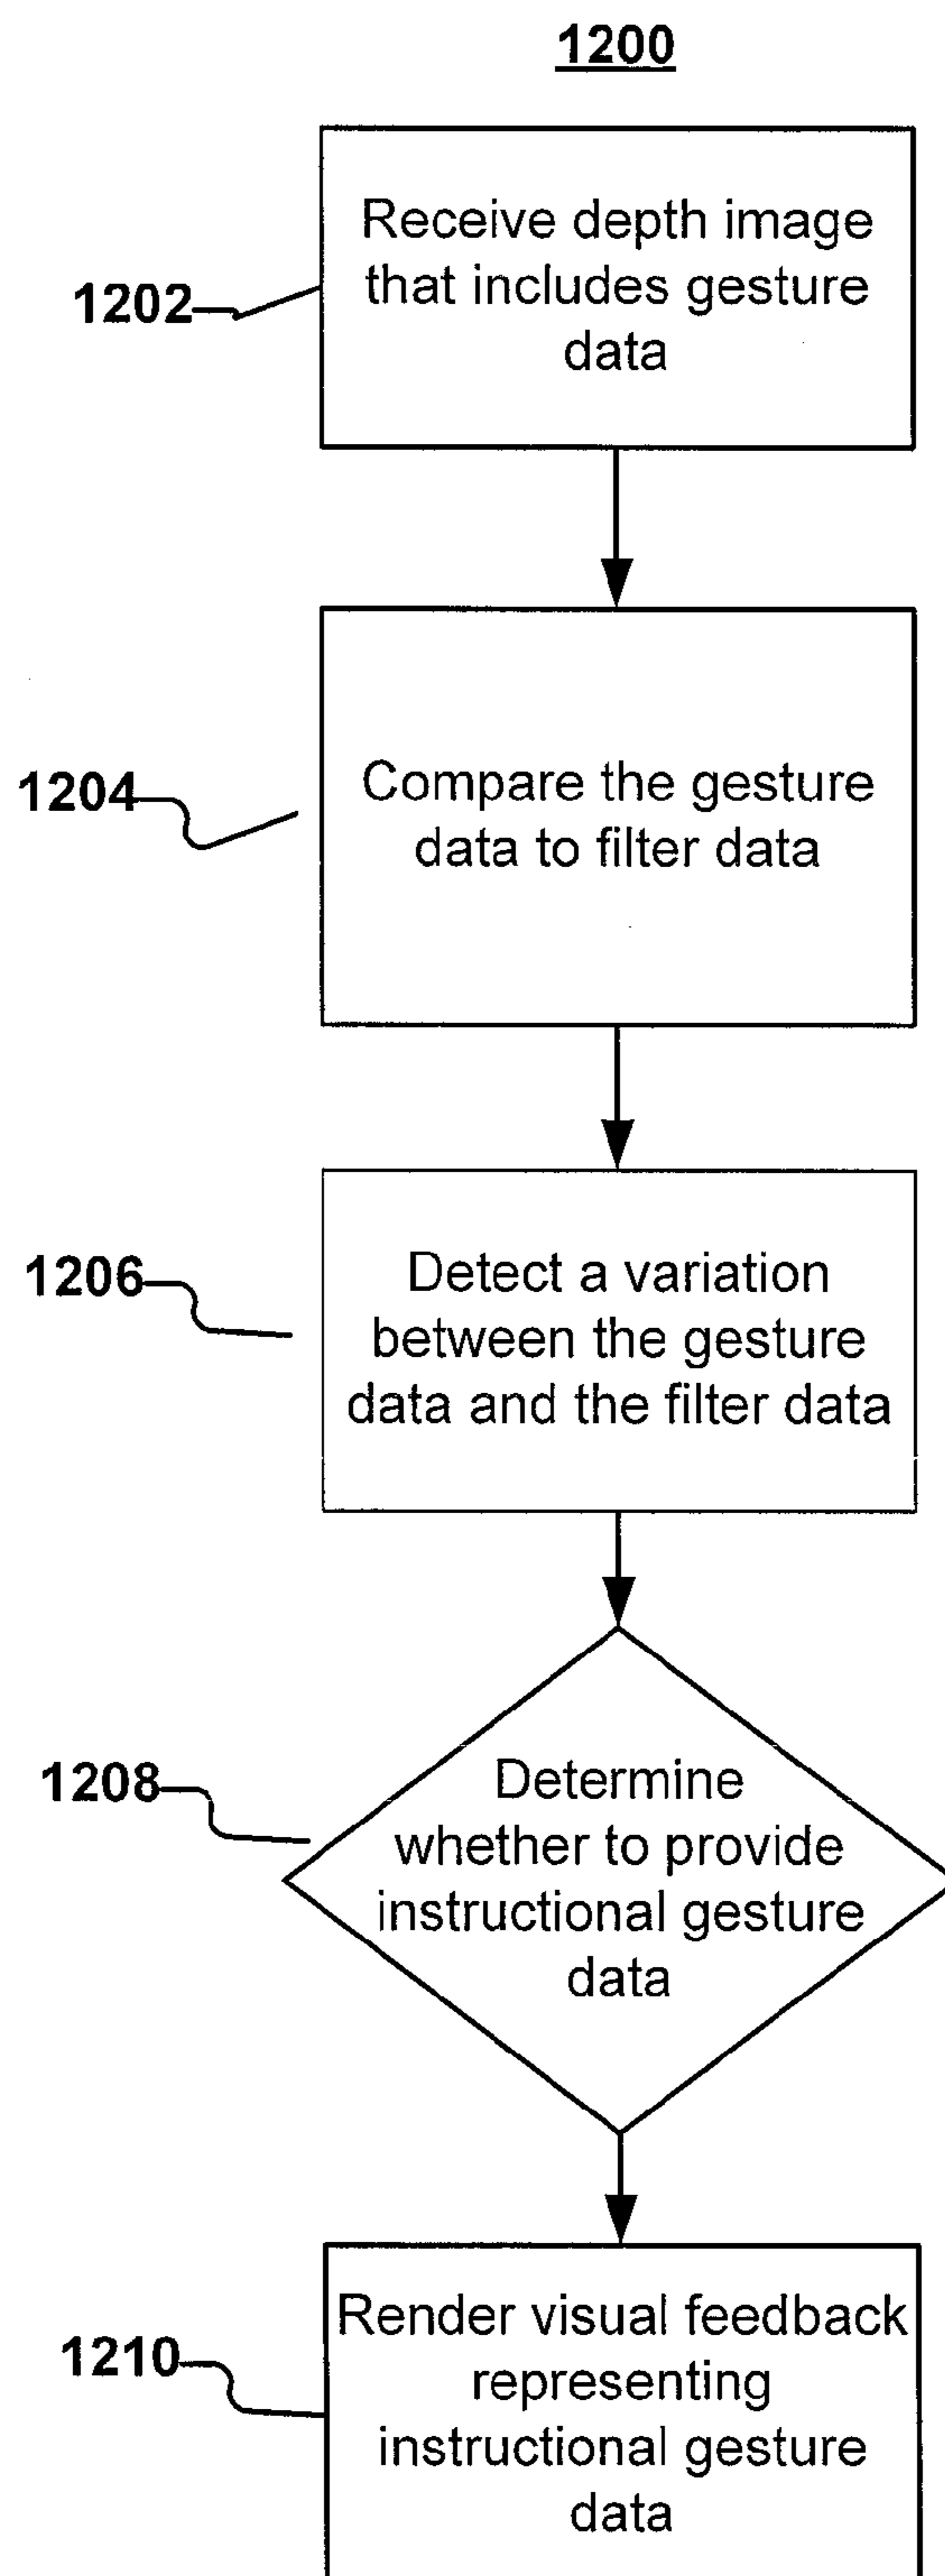 1200
Receive depth image
that includes gesture
data
1202
Compare the gesture
data to filter data
1204
Detect a variation
between the gesture
data and the filter data
1206
Determine
whether to provide
instructional gesture
data
1208
Render visual feedback
representing
instructional gesture
data
1210